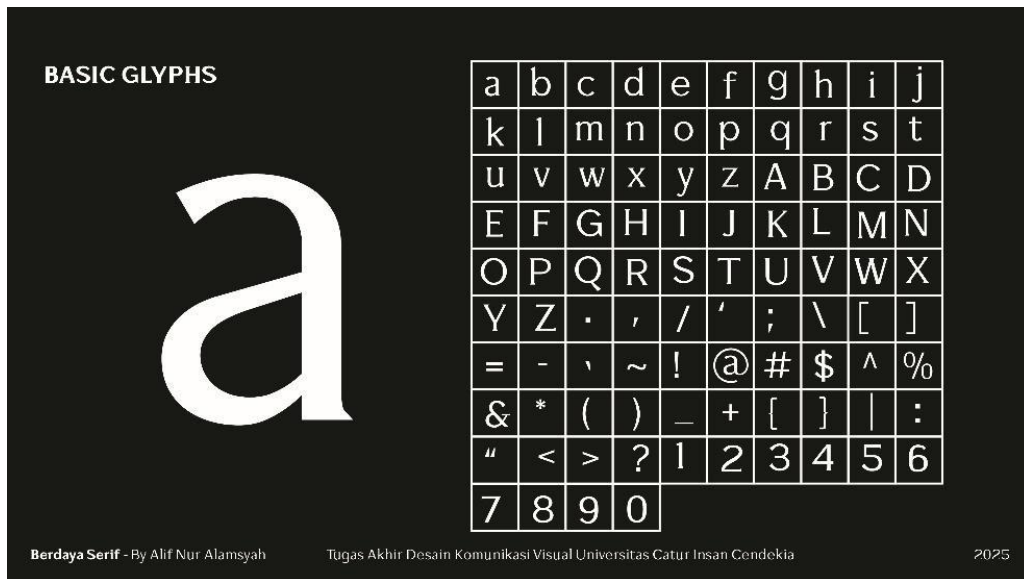 BASIC GLYPHS
a
a b c d e f g h i j
k l m n o p q r s t
u v w x y z A B C D
E F G H I J K L M N
O P Q R S T U V W X
Y Z . , / ‘ ; \ [ ]
= - ` ~ ! @ # $ ^ %
& * ( ) _ + { } | :
“ < > ? 1 2 3 4 5 6
7 8 9 0
Berdaya Serif - By Alif Nur Alamsyah
Tugas Akhir Desain Komunikasi Visual Universitas Catur Insan Cendekia
2025